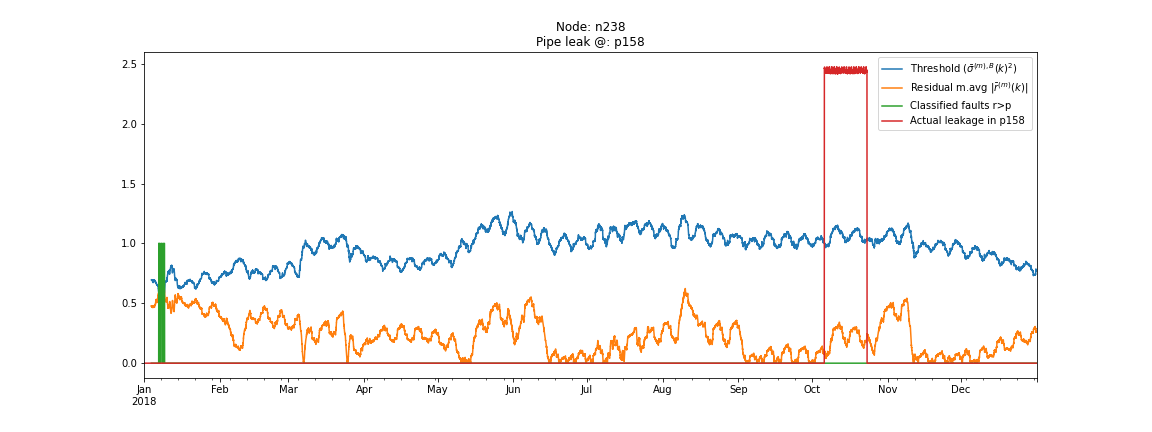 Node: n238
Pipe leak @: p158
2.5
2.0
1.5
1.0
0.5
0.0
Threshold (σ̄⁽ᵐ⁾,ᴮ(k)²)
Residual m.avg |r̄⁽ᵐ⁾(k)|
Classified faults r>p
Actual leakage in p158
Jan Feb Mar Apr May Jun Jul Aug Sep Oct Nov Dec
2018